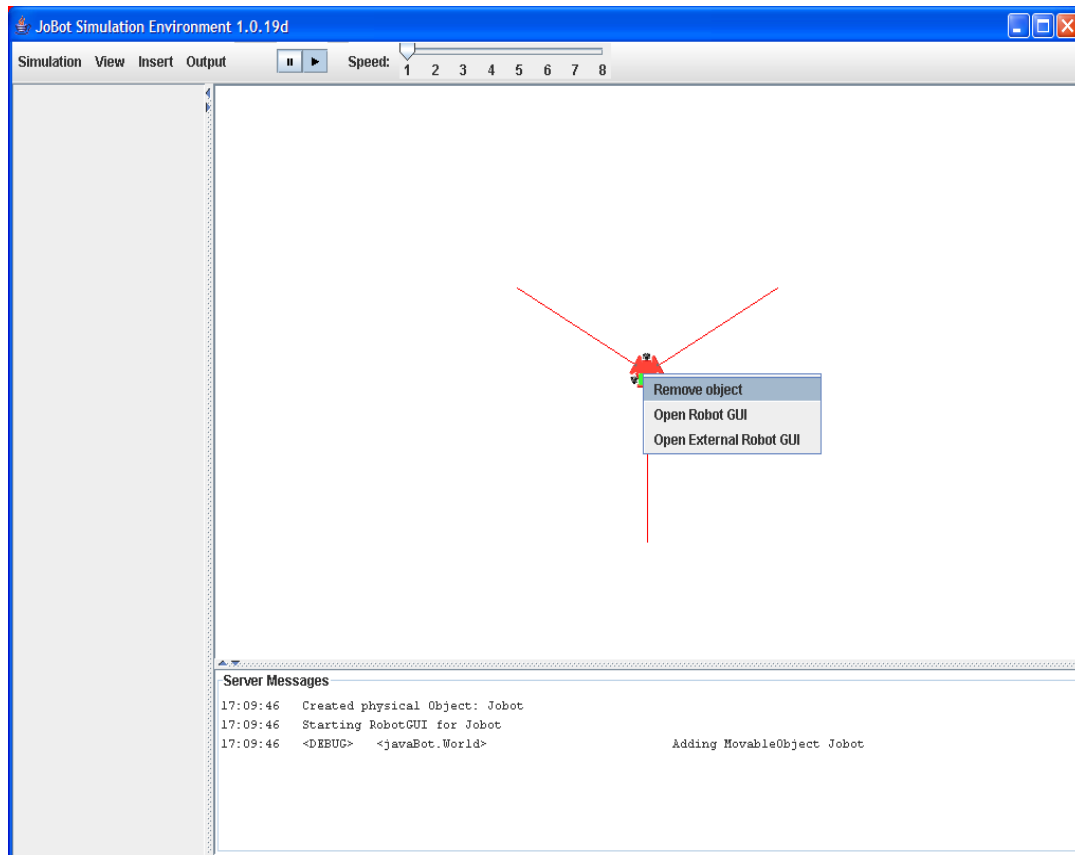 JoBot Simulation Environment 1.0.19d
Simulation View Insert Output Speed:
1 2 3 4 5 6 7 8
Remove object
Open Robot GUI
Open External Robot GUI
Server Messages
17:09:46 Created physical Object: Jobot
17:09:46 Starting RobotGUI for Jobot
17:09:46 <DEBUG> <javaBot.World> Adding MovableObject Jobot